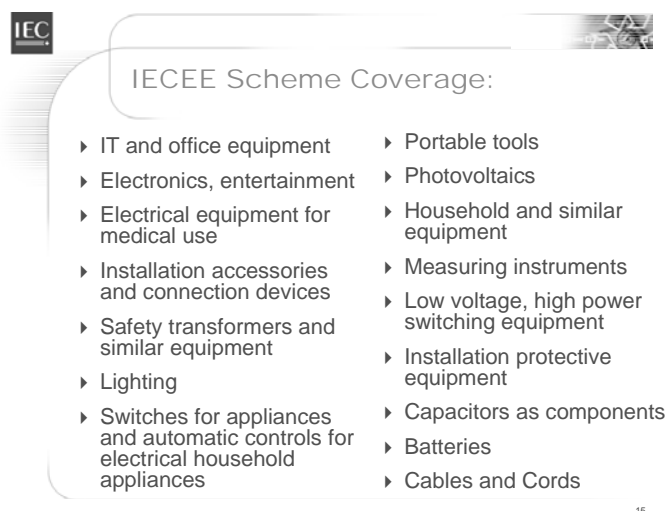 IEC
IECEE Scheme Coverage:
IT and office equipment
Electronics, entertainment
Electrical equipment for
medical use
Installation accessories
and connection devices
Safety transformers and
similar equipment
Lighting
Switches for appliances
and automatic controls for
electrical household
appliances
Portable tools
Photovoltaics
Household and similar
equipment
Measuring instruments
Low voltage, high power
switching equipment
Installation protective
equipment
Capacitors as components
Batteries
Cables and Cords
15